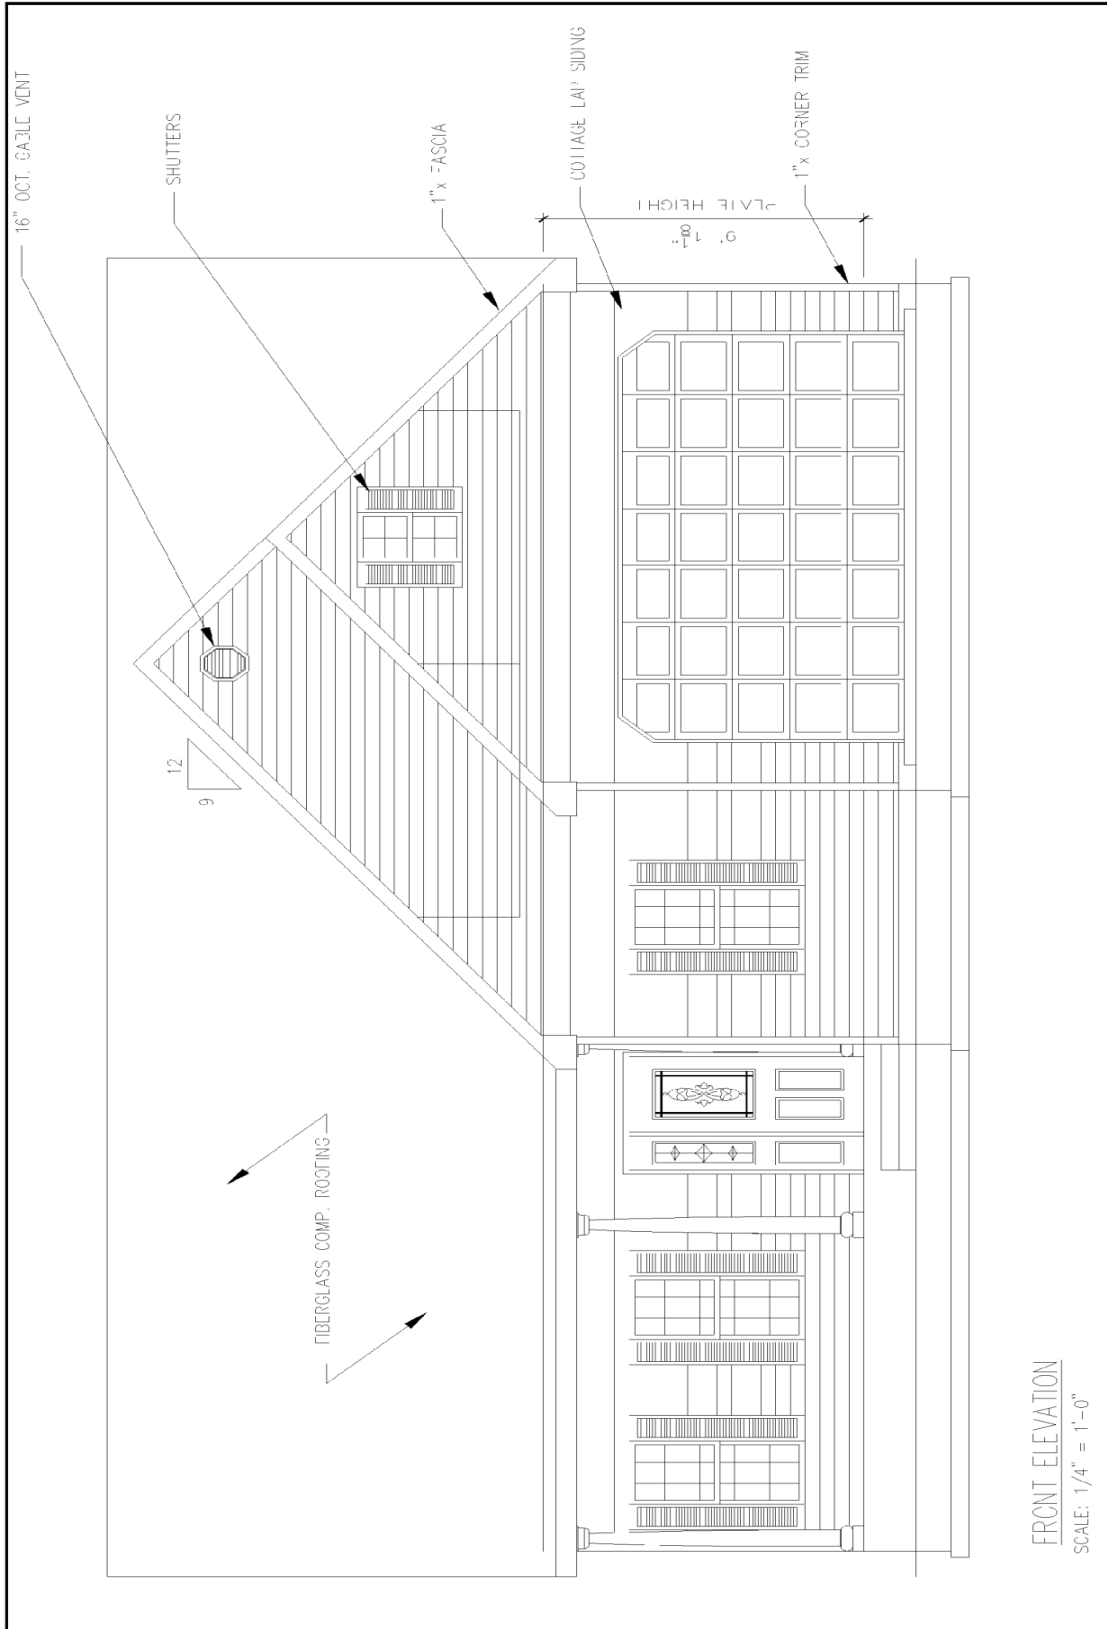 16" OCT. GABLE VENT
SHUTTERS
1"x FASCIA
COTTAGE LAP SIDING
1"x CORNER TRIM
PLATE HEIGHT
9' 1 1/8"
12
9
FIBERGLASS COMP. ROOFING
FRONT ELEVATION
SCALE: 1/4" = 1'-0"